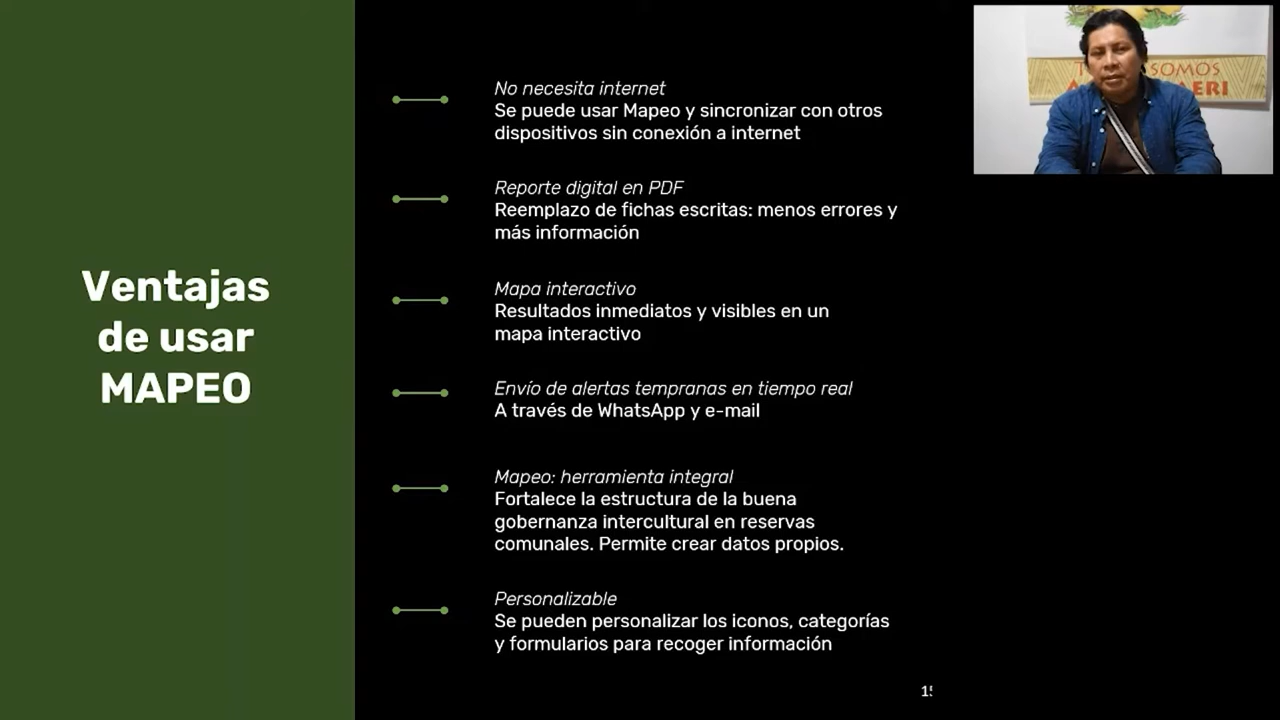 Ventajas
de usar
MAPEO
No necesita internet
Se puede usar Mapeo y sincronizar con otros
dispositivos sin conexión a internet
Reporte digital en PDF
Reemplazo de fichas escritas: menos errores y
más información
Mapa interactivo
Resultados inmediatos y visibles en un
mapa interactivo
Envío de alertas tempranas en tiempo real
A través de WhatsApp y e-mail
Mapeo: herramienta integral
Fortalece la estructura de la buena
gobernanza intercultural en reservas
comunales. Permite crear datos propios.
Personalizable
Se pueden personalizar los iconos, categorías
y formularios para recoger información
SOMOS